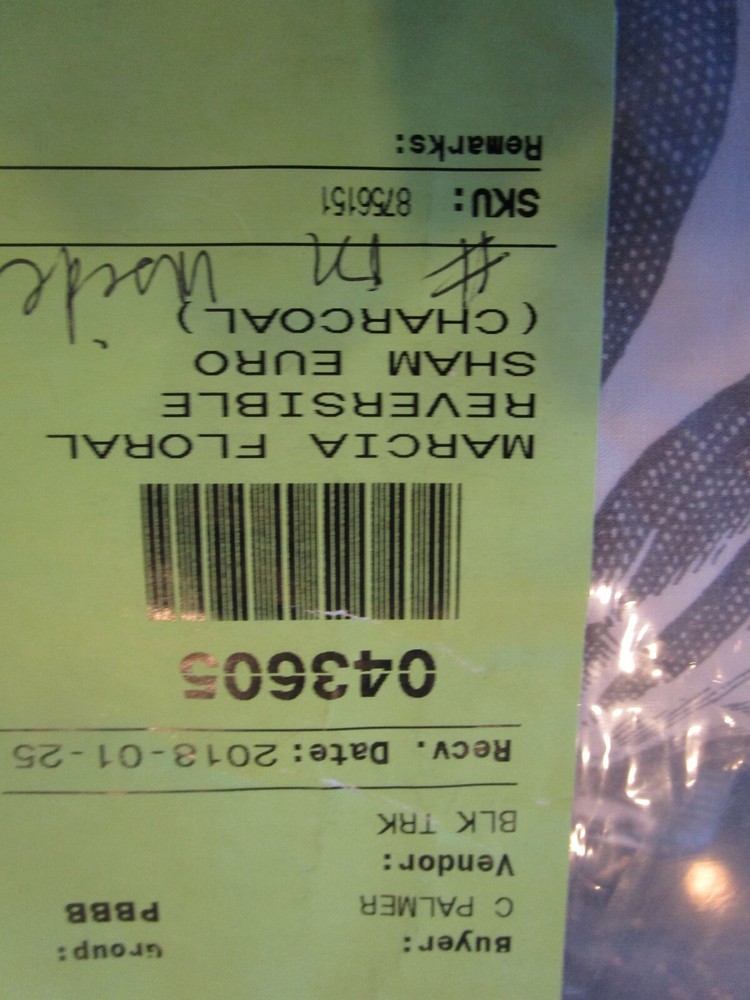 Buyer: Group:
C PALMER PBBB
Vendor:
BLK TRK
Recv. Date: 2018-01-25
043605
MARCIA FLORAL
REVERSIBLE
SHAM EURO
(CHARCOAL)
SKU: 8756151
Remarks: